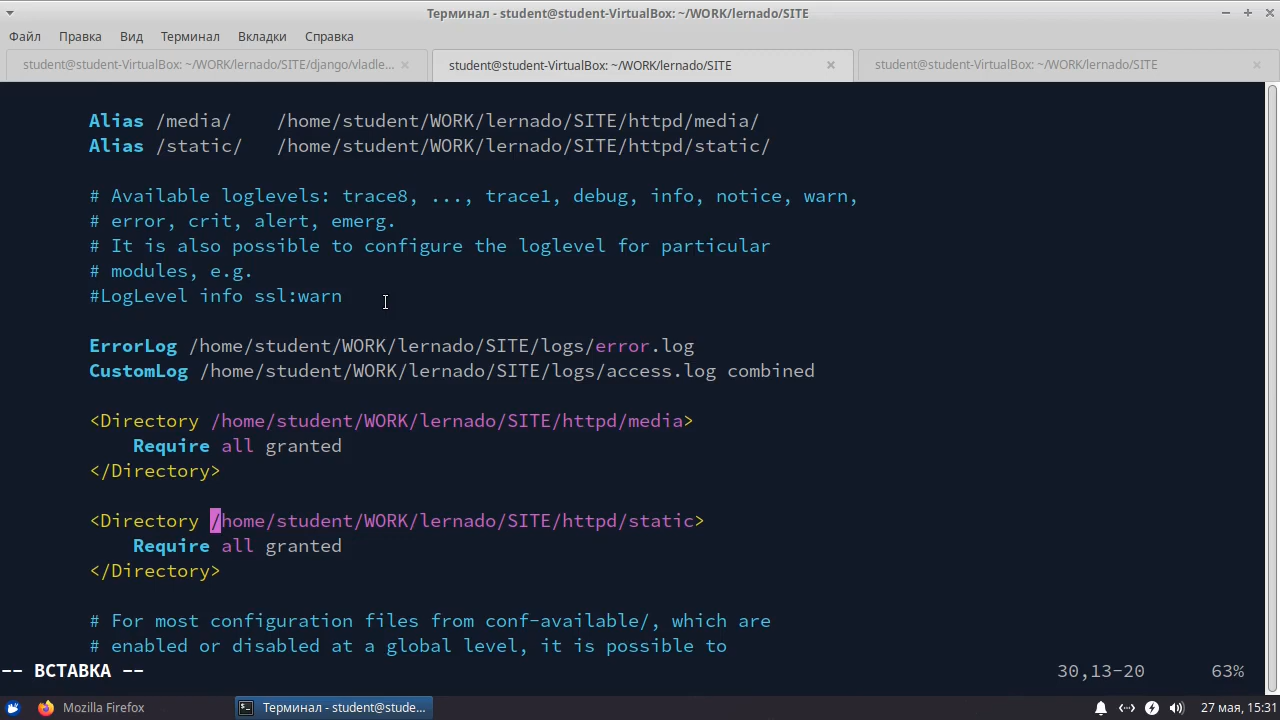 Терминал - student@student-VirtualBox: ~/WORK/lernado/SITE
Файл Правка Вид Терминал Вкладки Справка
student@student-VirtualBox: ~/WORK/lernado/SITE/django/vladle...
student@student-VirtualBox: ~/WORK/lernado/SITE
student@student-VirtualBox: ~/WORK/lernado/SITE
Alias /media/ /home/student/WORK/lernado/SITE/httpd/media/
Alias /static/ /home/student/WORK/lernado/SITE/httpd/static/
# Available loglevels: trace8, ..., trace1, debug, info, notice, warn,
# error, crit, alert, emerg.
# It is also possible to configure the loglevel for particular
# modules, e.g.
#LogLevel info ssl:warn
ErrorLog /home/student/WORK/lernado/SITE/logs/error.log
CustomLog /home/student/WORK/lernado/SITE/logs/access.log combined
<Directory /home/student/WORK/lernado/SITE/httpd/media>
Require all granted
</Directory>
<Directory /home/student/WORK/lernado/SITE/httpd/static>
Require all granted
</Directory>
# For most configuration files from conf-available/, which are
# enabled or disabled at a global level, it is possible to
-- ВСТАВКА -- 30,13-20 63%
Mozilla Firefox
Терминал - student@stude...
27 мая, 15:31